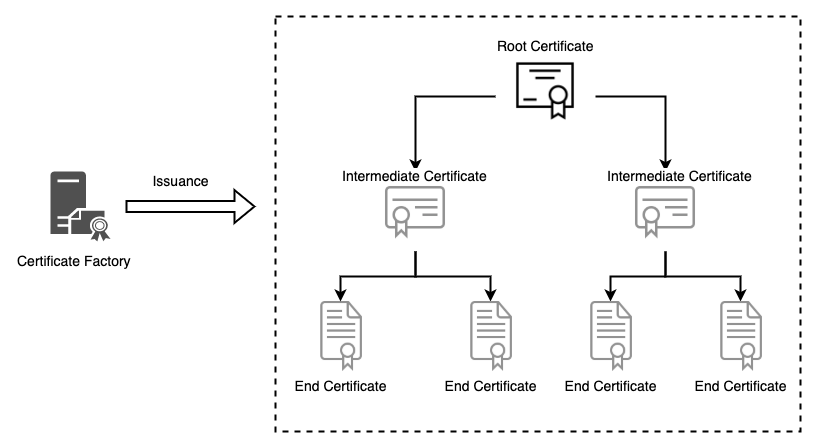 Root Certificate
Issuance
Intermediate Certificate
Intermediate Certificate
Certificate Factory
End Certificate
End Certificate
End Certificate
End Certificate